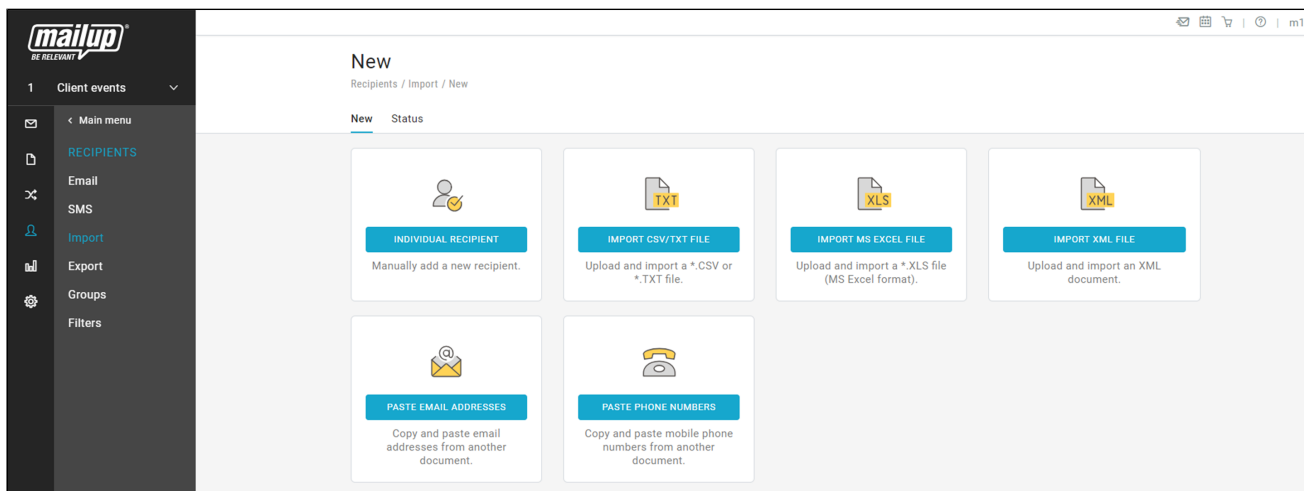 mailup®
BE RELEVANT
1 Client events
< Main menu
RECIPIENTS
Email
SMS
Import
Export
Groups
Filters
m1
New
Recipients / Import / New
New Status
TXT
INDIVIDUAL RECIPIENT
Manually add a new recipient.
IMPORT CSV/TXT FILE
Upload and import a *.CSV or
*.TXT file.
XLS
IMPORT MS EXCEL FILE
Upload and import a *.XLS file
(MS Excel format).
XML
IMPORT XML FILE
Upload and import an XML
document.
@
PASTE EMAIL ADDRESSES
Copy and paste email
addresses from another
document.
PASTE PHONE NUMBERS
Copy and paste mobile phone
numbers from another
document.